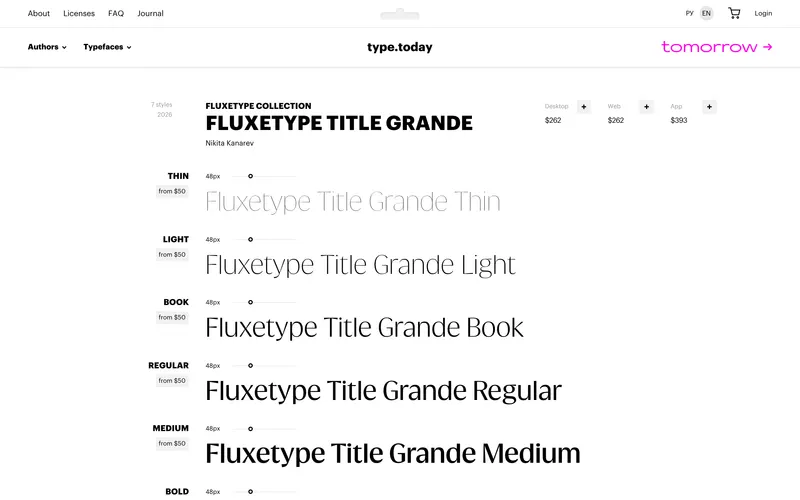 About Licenses FAQ Journal РУ EN Login
Authors Typefaces type.today tomorrow →
7 styles
2026
FLUXETYPE COLLECTION
FLUXETYPE TITLE GRANDE
Nikita Kanarev
Desktop + Web + App +
$262 $262 $393
THIN 48px
from $50
Fluxetype Title Grande Thin
LIGHT 48px
from $50
Fluxetype Title Grande Light
BOOK 48px
from $50
Fluxetype Title Grande Book
REGULAR 48px
from $50
Fluxetype Title Grande Regular
MEDIUM 48px
from $50
Fluxetype Title Grande Medium
BOLD 48px